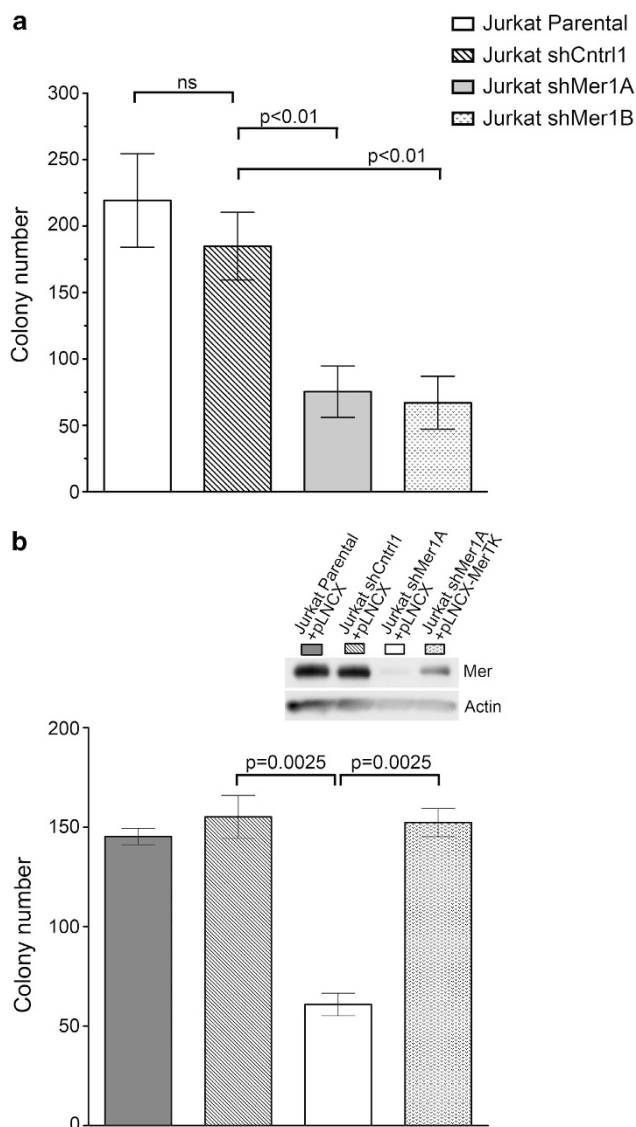 a
Jurkat Parental
Jurkat shCntrl1
Jurkat shMer1A
Jurkat shMer1B
Colony number
300
250
200
150
100
50
0
ns
p<0.01
p<0.01
b
Jurkat Parental
+pLNCX
Jurkat shCntrl1
+pLNCX
Jurkat shMer1A
+pLNCX
Jurkat shMer1A
+pLNCX-MerTK
Mer
Actin
Colony number
200
150
100
50
0
p=0.0025
p=0.0025